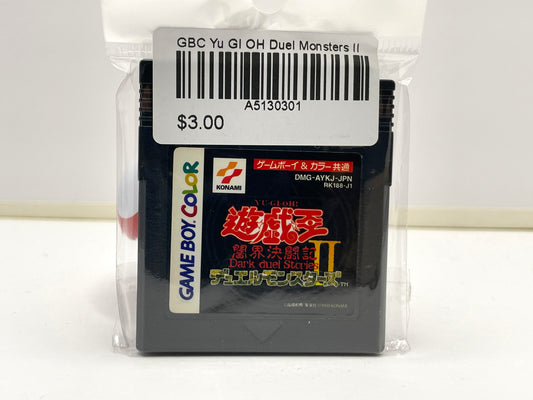 GBC Yu GI OH Duel Monsters II
A5130301
$3.00
KONAMI
ゲームボーイ & カラー共通
DMG-AYKJ-JPN
RK188-J1
GAME BOY COLOR
YU-GI-OH!
遊戯王
闇界決闘記
Dark duel Stories
II
デュエルモンスターズ™